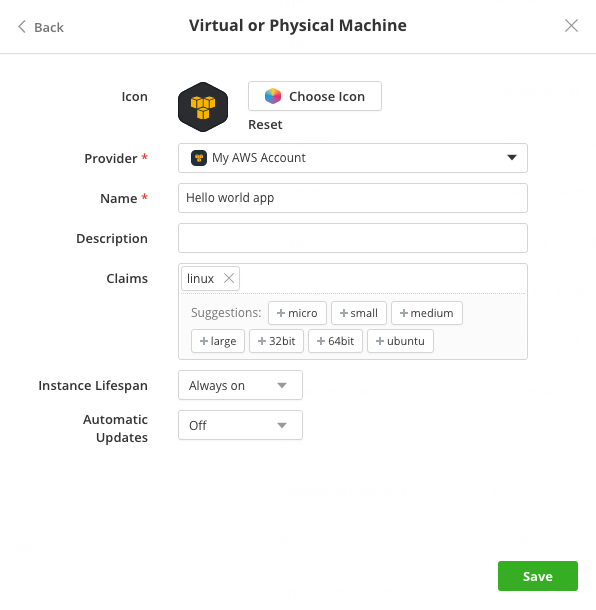 Back
Virtual or Physical Machine
Icon
Choose Icon
Reset
Provider *
My AWS Account
Name *
Hello world app
Description
Claims
linux
Suggestions: + micro + small + medium
+ large + 32bit + 64bit + ubuntu
Instance Lifespan
Always on
Automatic
Updates
Off
Save